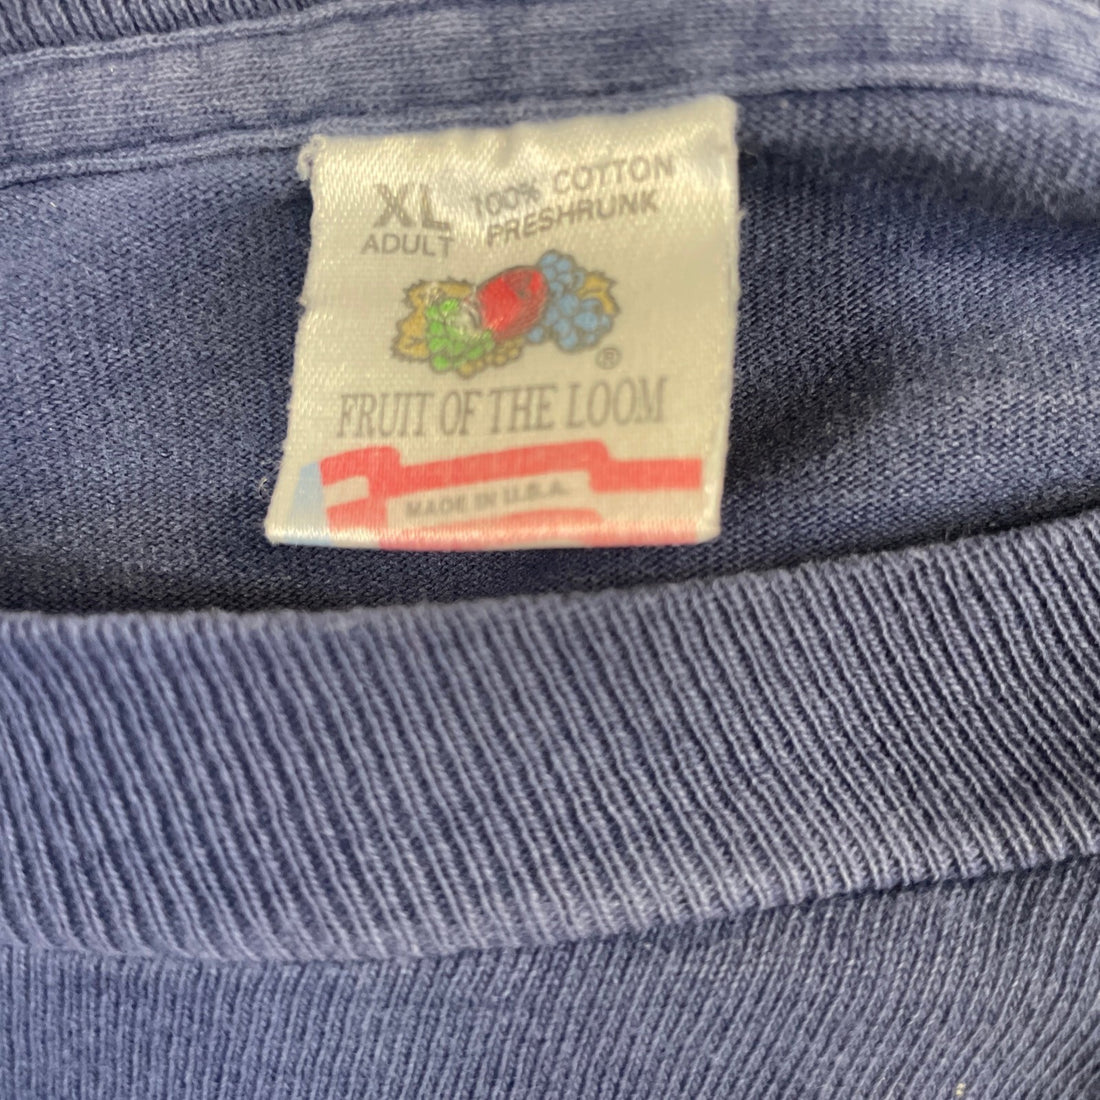 XL 100% COTTON
ADULT PRESHRUNK
®
FRUIT OF THE LOOM
MADE IN U.S.A.